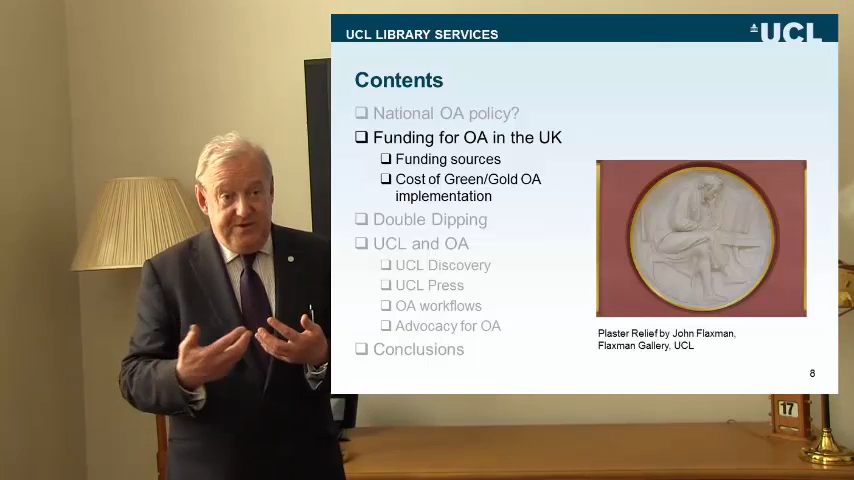 UCL LIBRARY SERVICES
UCL
Contents
National OA policy?
Funding for OA in the UK
Funding sources
Cost of Green/Gold OA
implementation
Double Dipping
UCL and OA
UCL Discovery
UCL Press
OA workflows
Advocacy for OA
Conclusions
Plaster Relief by John Flaxman,
Flaxman Gallery, UCL
8
17